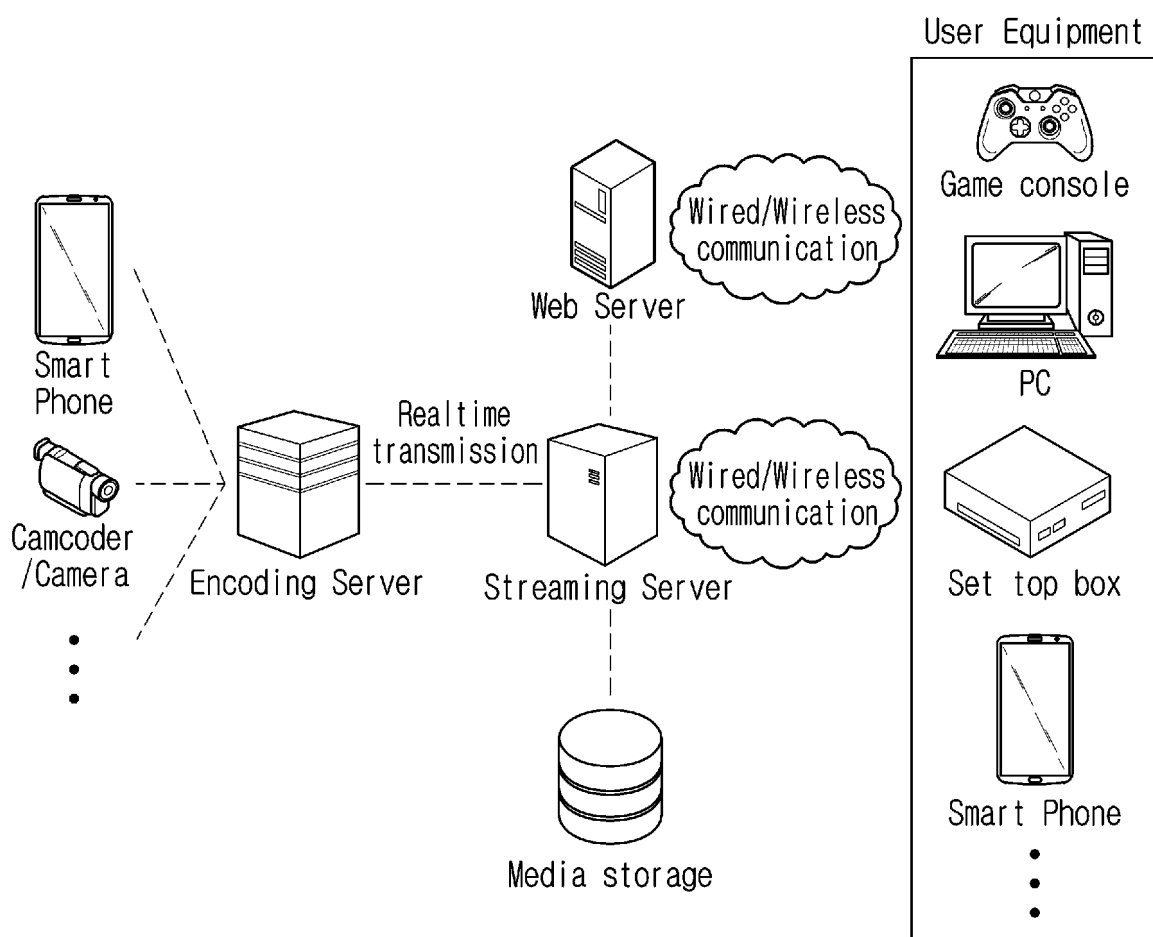 User Equipment
Game console
Wired/Wireless
communication
Web Server
PC
Smart
Phone
Realtime
transmission
Wired/Wireless
communication
Camcoder
/Camera
Encoding Server
Streaming Server
Set top box
Media storage
Smart Phone